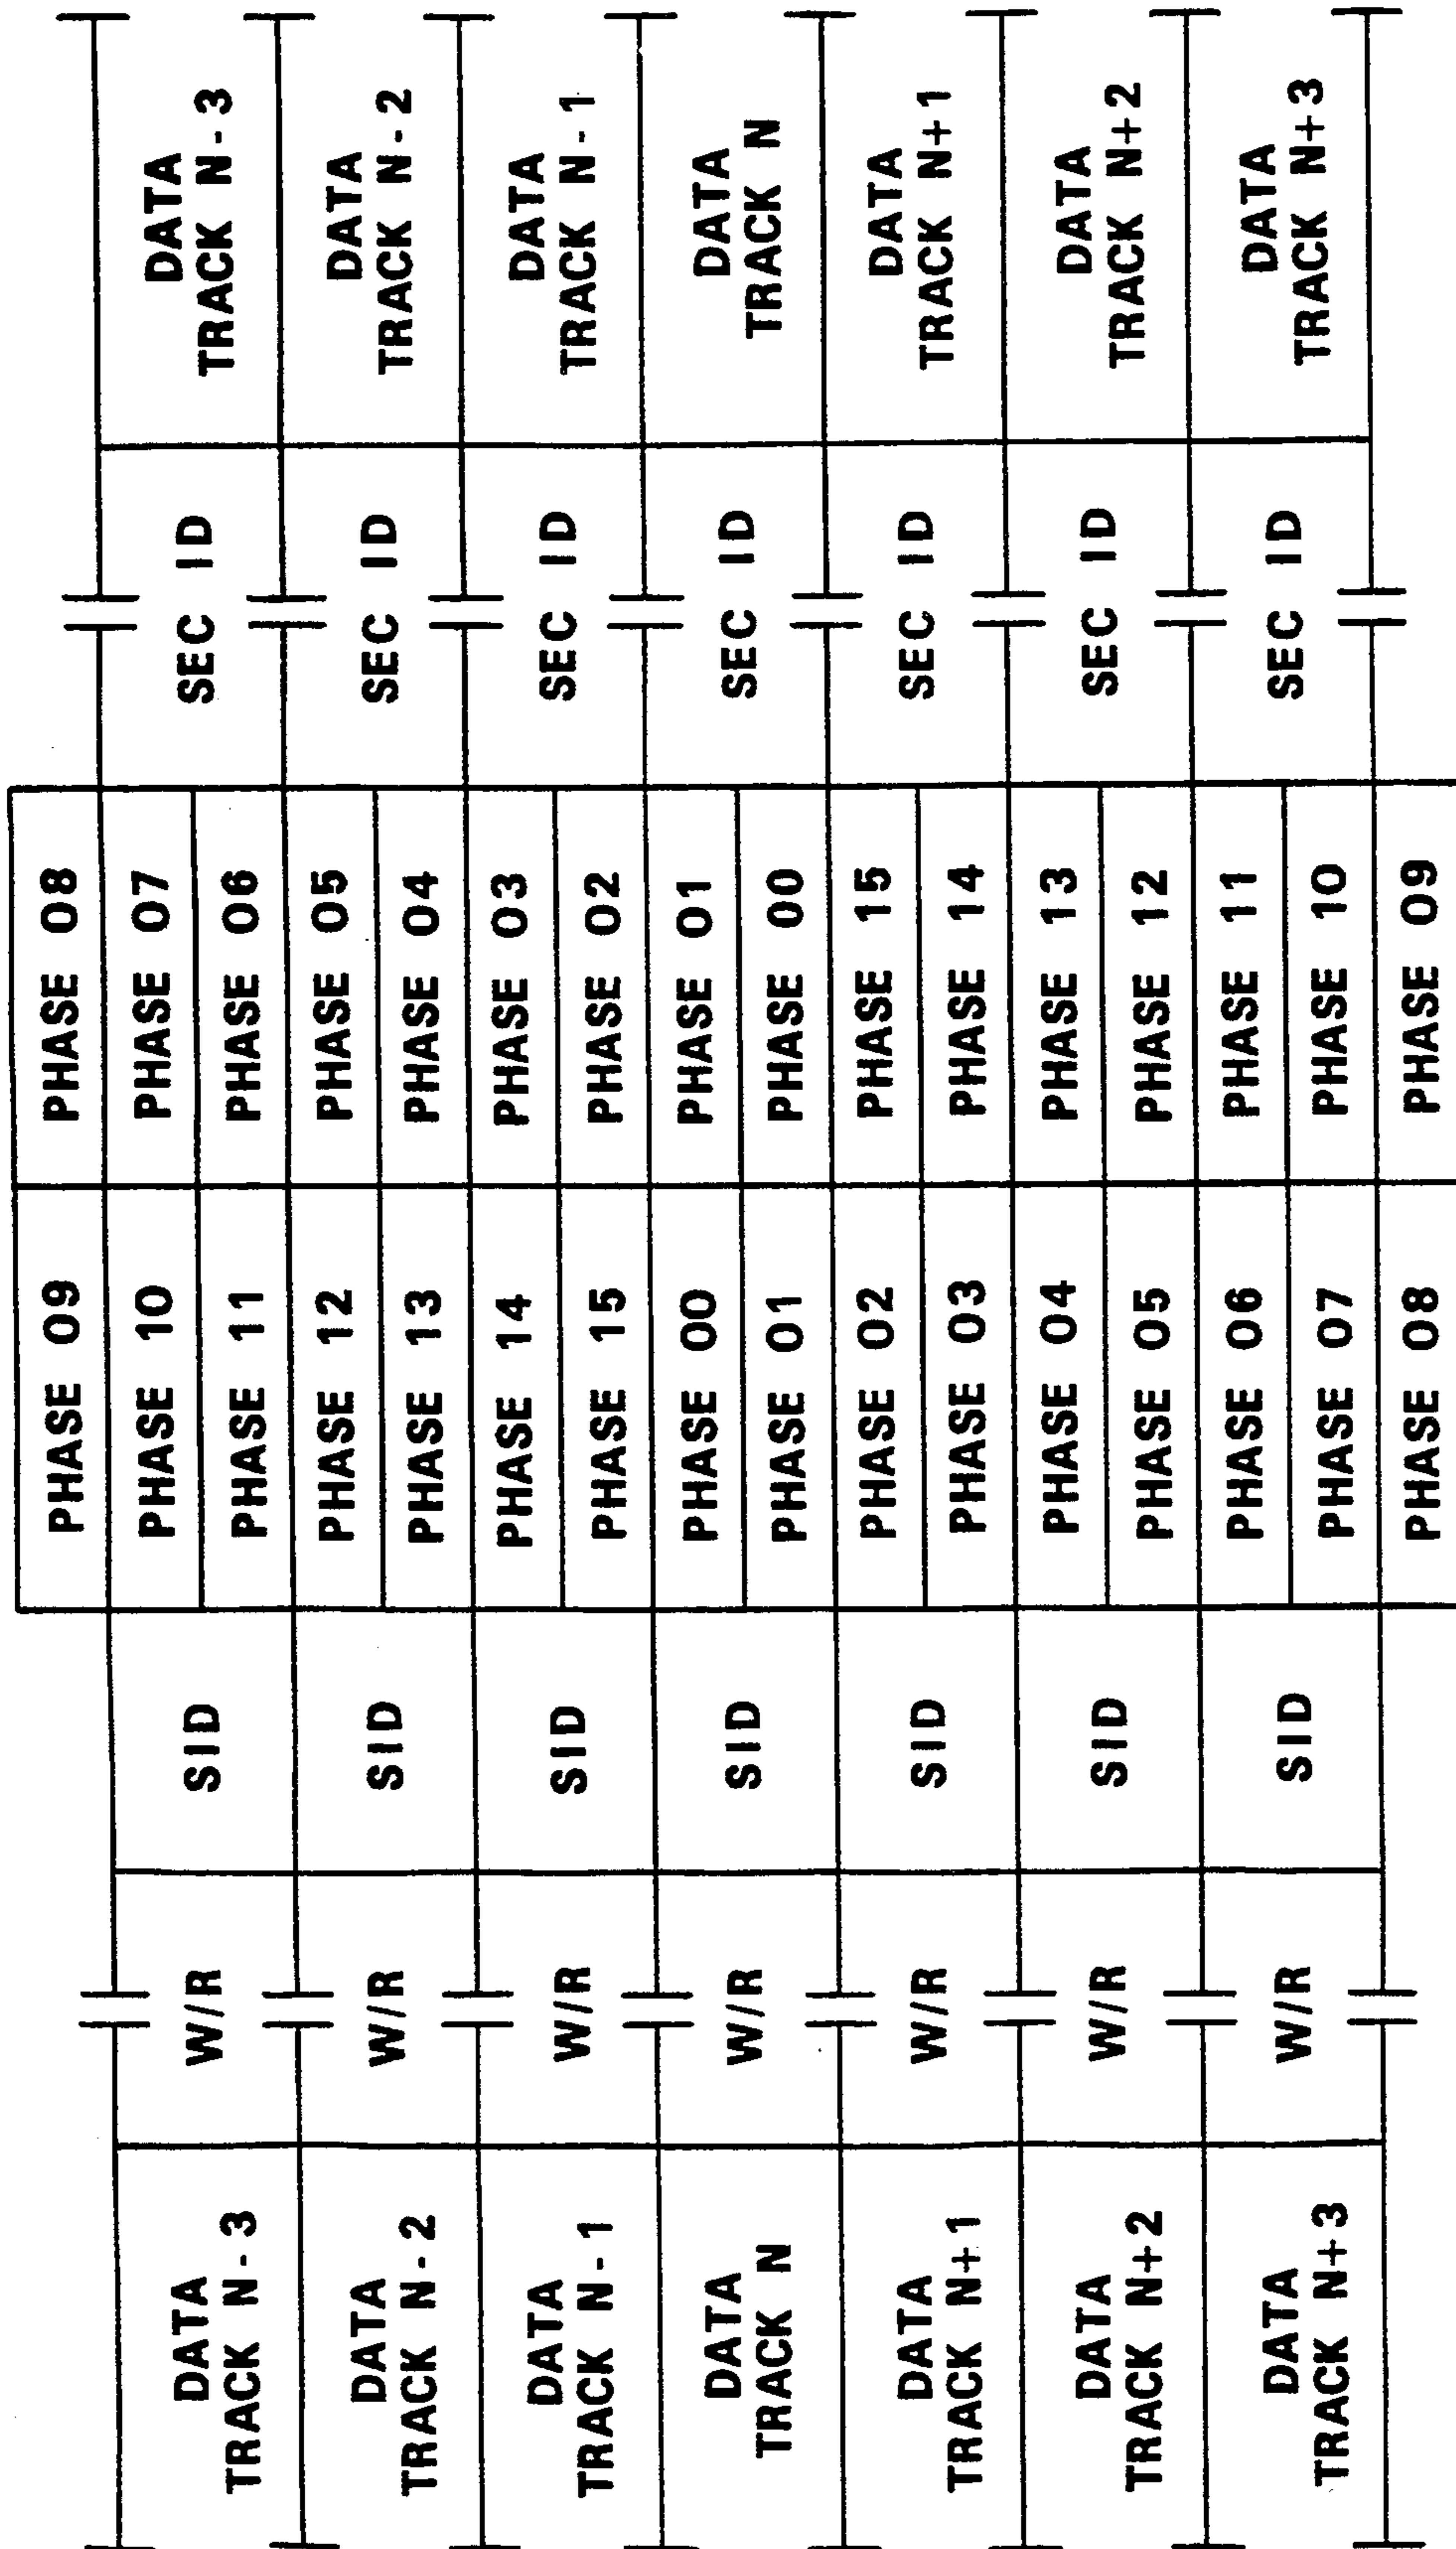 PHASE 09
PHASE 08
DATA
TRACK N-3
W/R
SID
PHASE 10
PHASE 07
PHASE 11
PHASE 06
SEC ID
DATA
TRACK N-3
DATA
TRACK N-2
W/R
SID
PHASE 12
PHASE 05
PHASE 13
PHASE 04
SEC ID
DATA
TRACK N-2
DATA
TRACK N-1
W/R
SID
PHASE 14
PHASE 03
PHASE 15
PHASE 02
SEC ID
DATA
TRACK N-1
DATA
TRACK N
W/R
SID
PHASE 00
PHASE 01
PHASE 01
PHASE 00
SEC ID
DATA
TRACK N
DATA
TRACK N+1
W/R
SID
PHASE 02
PHASE 15
PHASE 03
PHASE 14
SEC ID
DATA
TRACK N+1
DATA
TRACK N+2
W/R
SID
PHASE 04
PHASE 13
PHASE 05
PHASE 12
SEC ID
DATA
TRACK N+2
DATA
TRACK N+3
W/R
SID
PHASE 06
PHASE 11
PHASE 07
PHASE 10
SEC ID
DATA
TRACK N+3
PHASE 08
PHASE 09